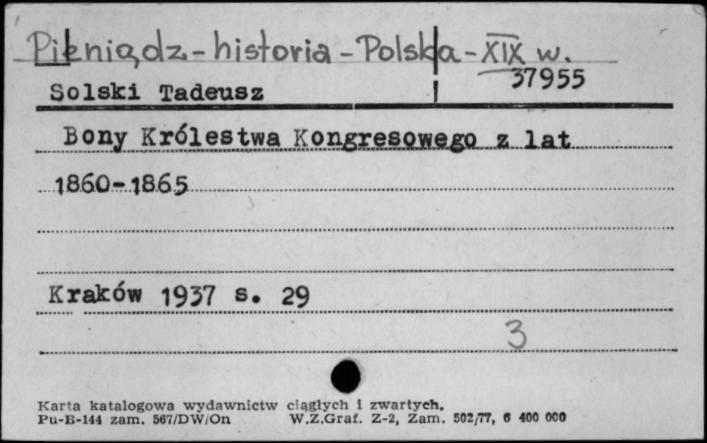 Pieniądz - historia - Polska - XIX w.
37955
Solski Tadeusz
Bony Królestwa Kongresowego z lat
1860-1865
Kraków 1937 s. 29
3
Karta katalogowa wydawnictw ciągłych i zwartych.
Pu-B-144 zam. 567/DW/On W.Z.Graf. Z-2, Zam. 502/77, 6 400 000